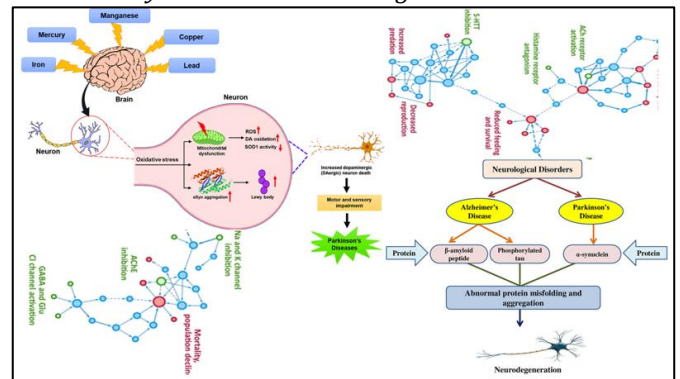 Manganese
Mercury
Copper
Iron
Lead
Brain
Neuron
Neuron
Oxidative stress
Mitochondrial
dysfunction
ROS
DA oxidation
SOD1 activity
αSyn aggregation
Lewy body
Increased dopaminergic
(DAergic) neuron death
Motor and sensory
impairment
Parkinson's
Diseases
5-HTT
inhibition
Increased
predation
Decreased
reproduction
Histamine receptor
antagonism
ACh receptor
activation
Reduced feeding
and survival
Neurological Disorders
Alzheimer's
Disease
Parkinson's
Disease
Protein
β-amyloid
peptide
Phosphorylated
tau
α-synuclein
Protein
Abnormal protein misfolding and
aggregation
Neurodegeneration
Na and K channel
inhibition
AChE
inhibition
GABA and Glu
Cl channel activation
Mortality,
population declin